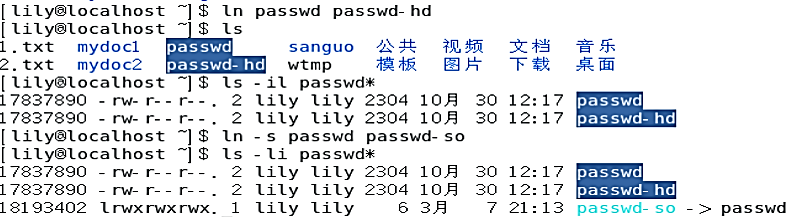 [lily@localhost ~]$ ln passwd passwd-hd
[lily@localhost ~]$ ls
1.txt  mydoc1  passwd     sanguo  公共  视频  文档  音乐
2.txt  mydoc2  passwd-hd  wtmp    模板  图片  下载  桌面
[lily@localhost ~]$ ls -il passwd*
17837890 -rw-r--r--. 2 lily lily 2304 10月  30 12:17 passwd
17837890 -rw-r--r--. 2 lily lily 2304 10月  30 12:17 passwd-hd
[lily@localhost ~]$ ln -s passwd passwd-so
[lily@localhost ~]$ ls -li passwd*
17837890 -rw-r--r--. 2 lily lily 2304 10月  30 12:17 passwd
17837890 -rw-r--r--. 2 lily lily 2304 10月  30 12:17 passwd-hd
18193402 lrwxrwxrwx. 1 lily lily    6 3月   7 21:13 passwd-so -> passwd